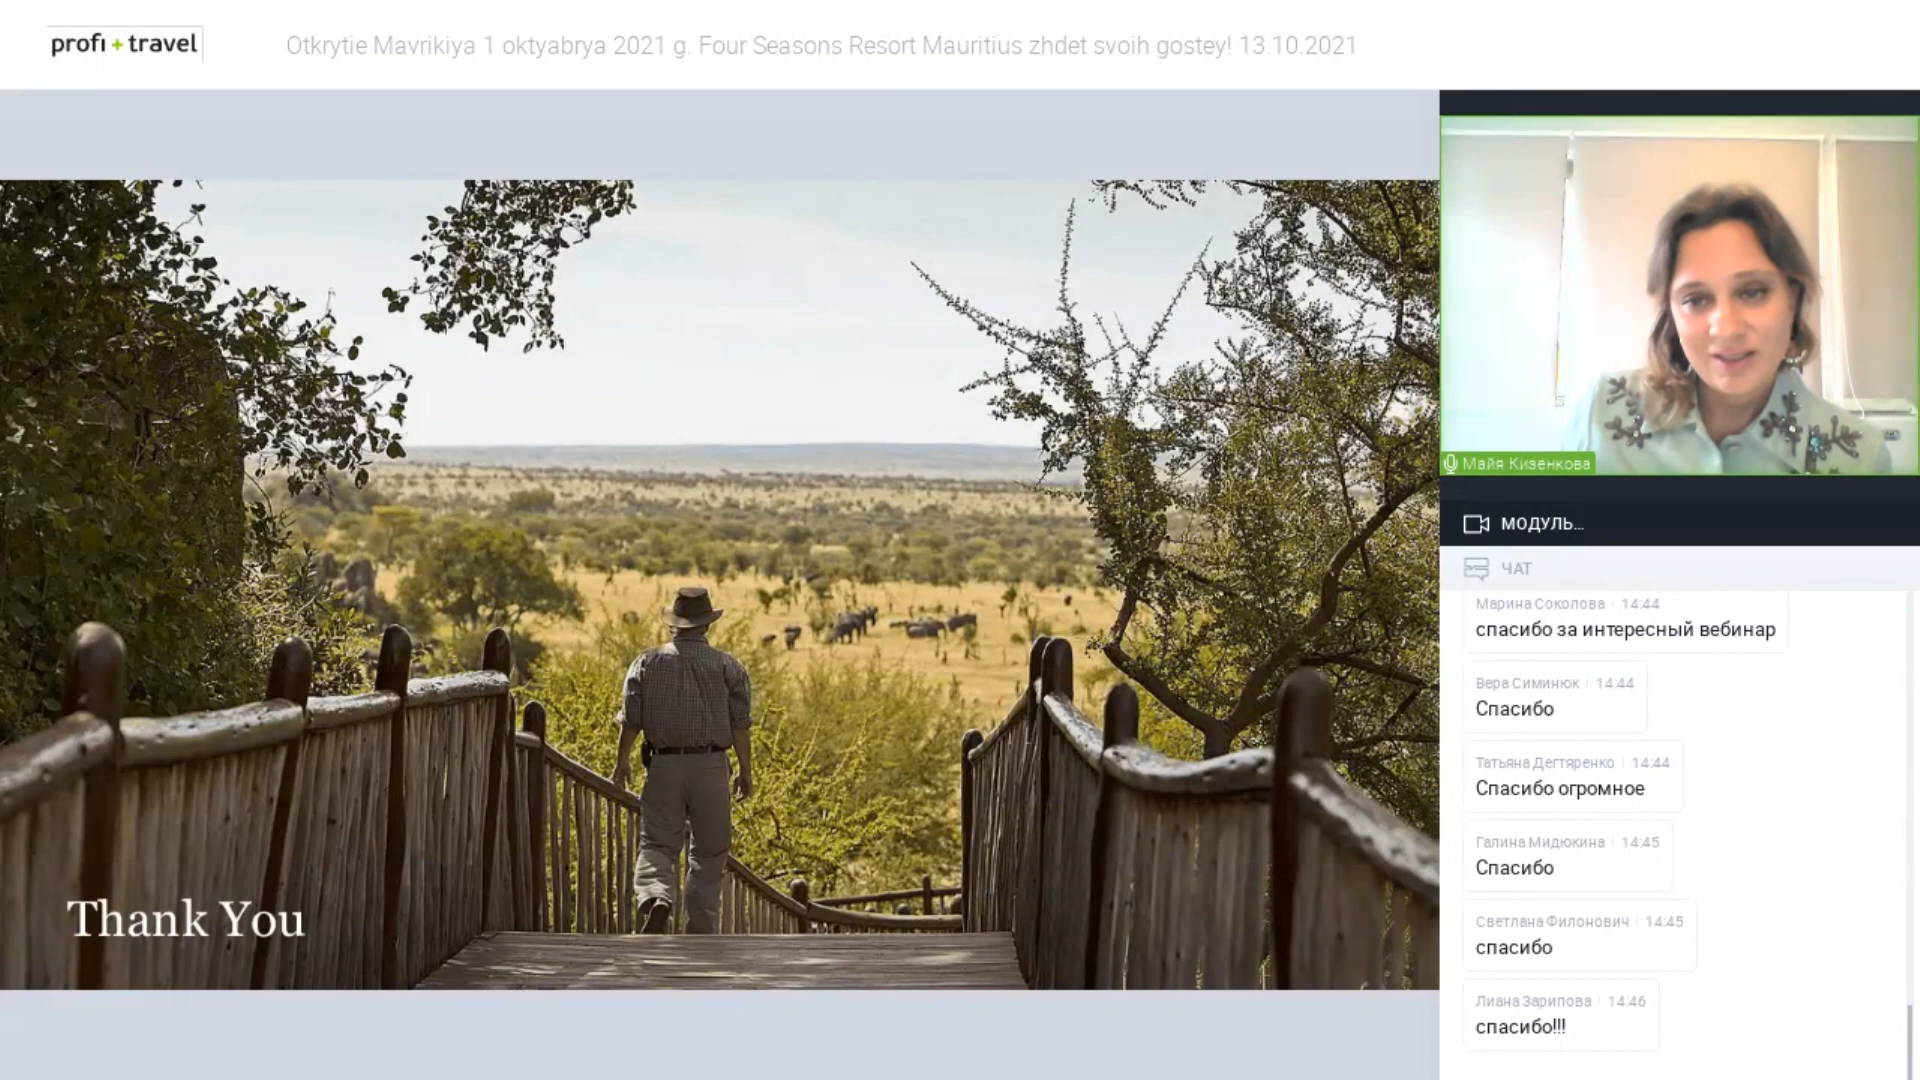 profi + travel
Otkrytie Mavrikiya 1 oktyabrya 2021 g. Four Seasons Resort Mauritius zhdet svoih gostey! 13.10.2021
Thank You
Майя Кизенкова
МОДУЛЬ...
ЧАТ
Марина Соколова 14:44
спасибо за интересный вебинар
Вера Симинюк 14:44
Спасибо
Татьяна Дегтяренко 14:44
Спасибо огромное
Галина Мидюкина 14:45
Спасибо
Светлана Филонович 14:45
спасибо
Лиана Зарипова 14:46
спасибо!!!